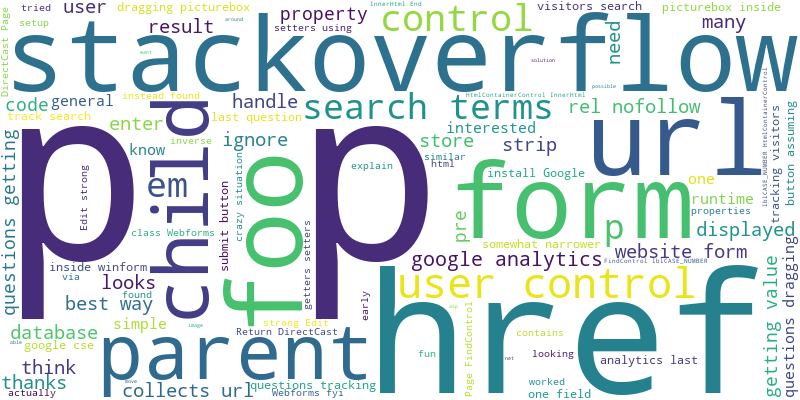 tried
user
dragging picturebox
InnerHtml End
around
setup
result
property
setters using
control
visitors search
many
picturebox inside
DirectCast Page
stackoverflow
need
event
solution
possible
code
general
instead found
handle
HtmlContainerControl InnerHtml
track search
last question
search terms
rel nofollow
questions getting
p p
child
enter
know
inverse
ignore
store
interested
similar
html
strip
url
lblCASE_NUMBER HtmlContainerControl
tracking visitors
button assuming
em
foo
crazy situation
explain
install Google
one
runtime
properties
Edit strong
form
pre
p
displayed
class Webforms
submit button
getters setters
somewhat narrower
google analytics
website form
FindControl lblCASE_NUMBER
inside winform
via
looks
user control
getting value
questions dragging
best way
found
early
href
database
simple
strong Edit
image
able
google cse
Return DirectCast
parent
Page FindControl
asp
contains
fun
looking
net
analytics last
think
thanks
move
actually
collects url
questions tracking
Webforms fyi
worked
one field